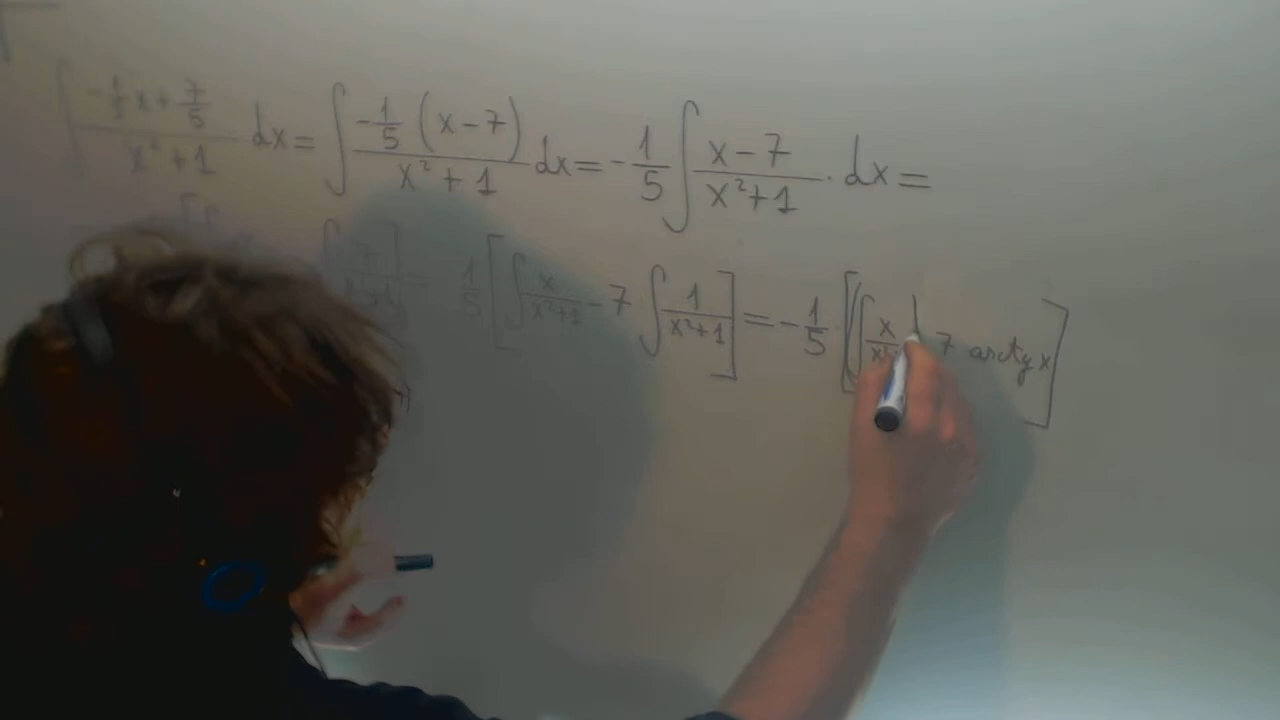 ∫ (-1/5 x + 7/5)/(x² + 1) dx = ∫ (-1/5 (x - 7))/(x² + 1) dx = -1/5 ∫ (x - 7)/(x² + 1) · dx =
1/5 [∫ x/(x² + 1) - 7 ∫ 1/(x² + 1)] = -1/5 [(∫ x/x² 7 arctg x]